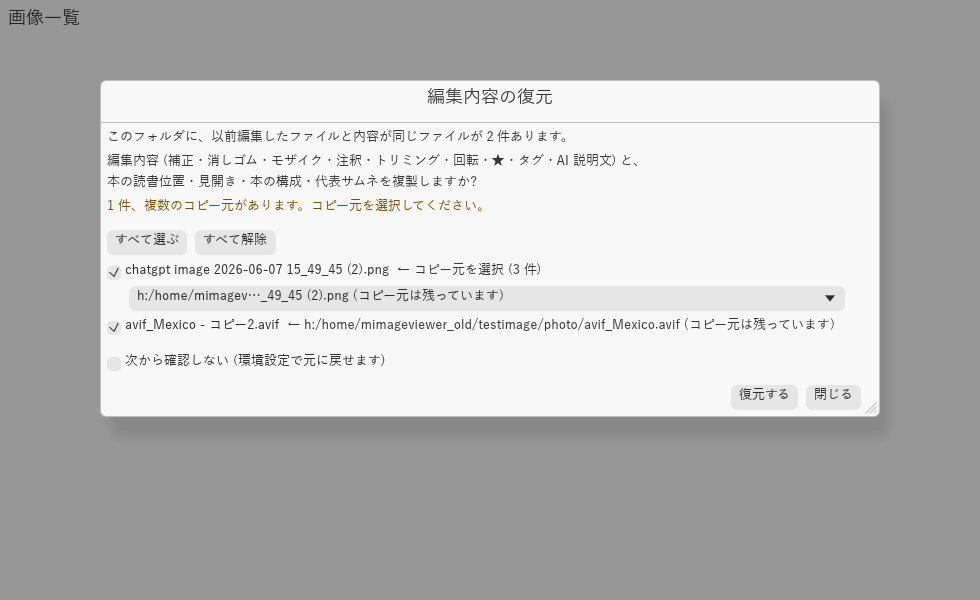 画像一覧
編集内容の復元
このフォルダに、以前編集したファイルと内容が同じファイルが 2 件あります。
編集内容 (補正・消しゴム・モザイク・注釈・トリミング・回転・★・タグ・AI 説明文) と、
本の読書位置・見開き・本の構成・代表サムネを複製しますか?
1 件、複数のコピー元があります。コピー元を選択してください。
すべて選ぶ すべて解除
chatgpt image 2026-06-07 15_49_45 (2).png ← コピー元を選択 (3 件)
h:/home/mimagev…_49_45 (2).png (コピー元は残っています)
avif_Mexico - コピー2.avif ← h:/home/mimageviewer_old/testimage/photo/avif_Mexico.avif (コピー元は残っています)
次から確認しない (環境設定で元に戻せます)
復元する 閉じる